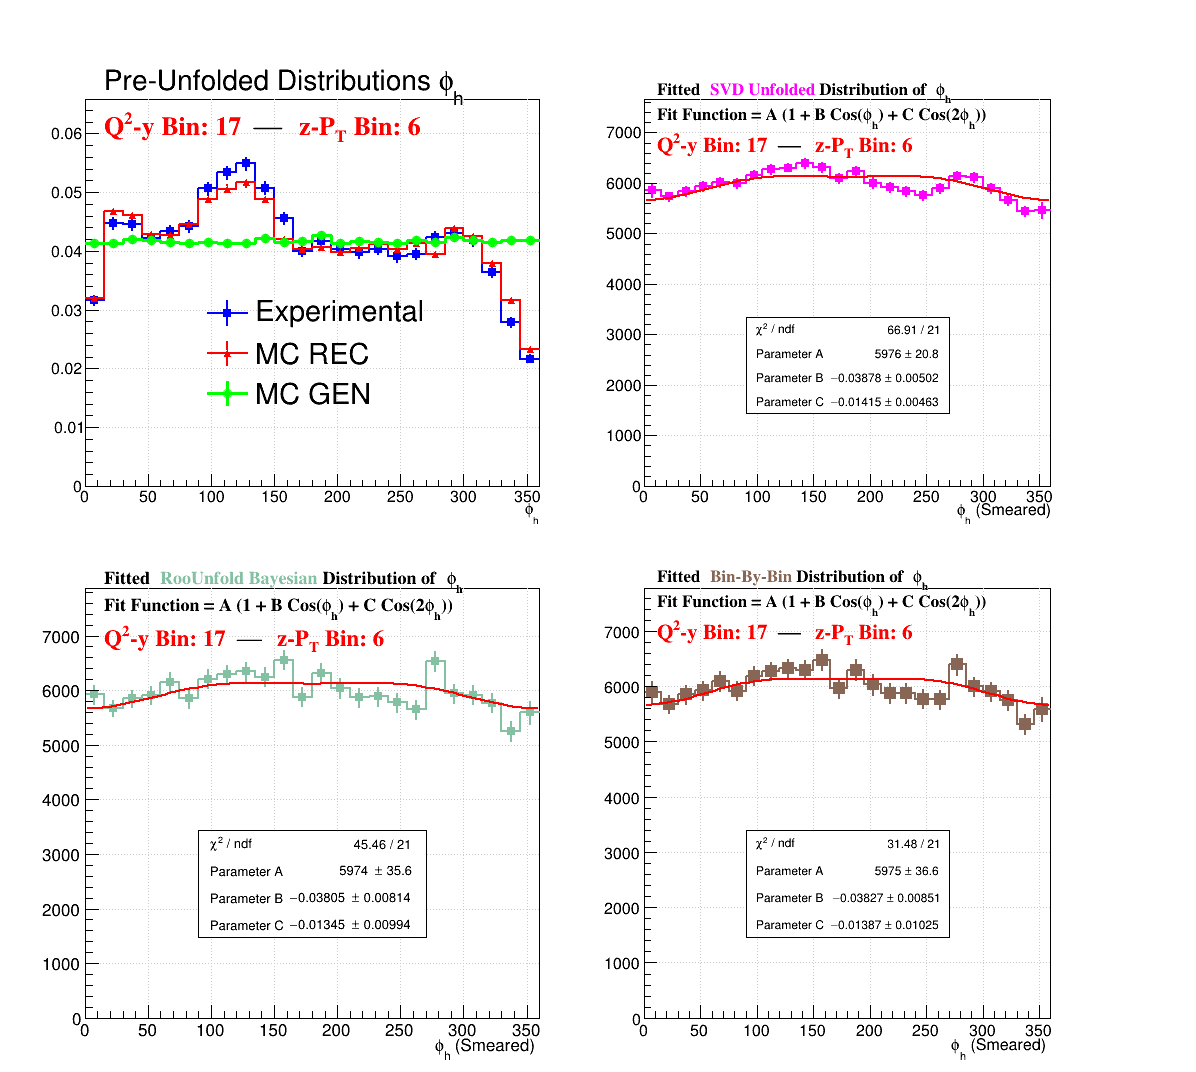 Pre-Unfolded Distributions ϕh
Q2-y Bin: 17 — z-PT Bin: 6
0.06
0.05
0.04
0.03
0.02
0.01
0
Experimental
MC REC
MC GEN
0 50 100 150 200 250 300 350
ϕh
Fitted SVD Unfolded Distribution of ϕh
Fit Function = A (1 + B Cos(ϕh) + C Cos(2ϕh))
Q2-y Bin: 17 — z-PT Bin: 6
7000
6000
5000
4000
3000
2000
1000
0
χ2 / ndf 66.91 / 21
Parameter A 5976 ± 20.8
Parameter B −0.03878 ± 0.00502
Parameter C −0.01415 ± 0.00463
0 50 100 150 200 250 300 350
ϕh (Smeared)
Fitted RooUnfold Bayesian Distribution of ϕh
Fit Function = A (1 + B Cos(ϕh) + C Cos(2ϕh))
Q2-y Bin: 17 — z-PT Bin: 6
7000
6000
5000
4000
3000
2000
1000
0
χ2 / ndf 45.46 / 21
Parameter A 5974 ± 35.6
Parameter B −0.03805 ± 0.00814
Parameter C −0.01345 ± 0.00994
0 50 100 150 200 250 300 350
ϕh (Smeared)
Fitted Bin-By-Bin Distribution of ϕh
Fit Function = A (1 + B Cos(ϕh) + C Cos(2ϕh))
Q2-y Bin: 17 — z-PT Bin: 6
7000
6000
5000
4000
3000
2000
1000
0
χ2 / ndf 31.48 / 21
Parameter A 5975 ± 36.6
Parameter B −0.03827 ± 0.00851
Parameter C −0.01387 ± 0.01025
0 50 100 150 200 250 300 350
ϕh (Smeared)